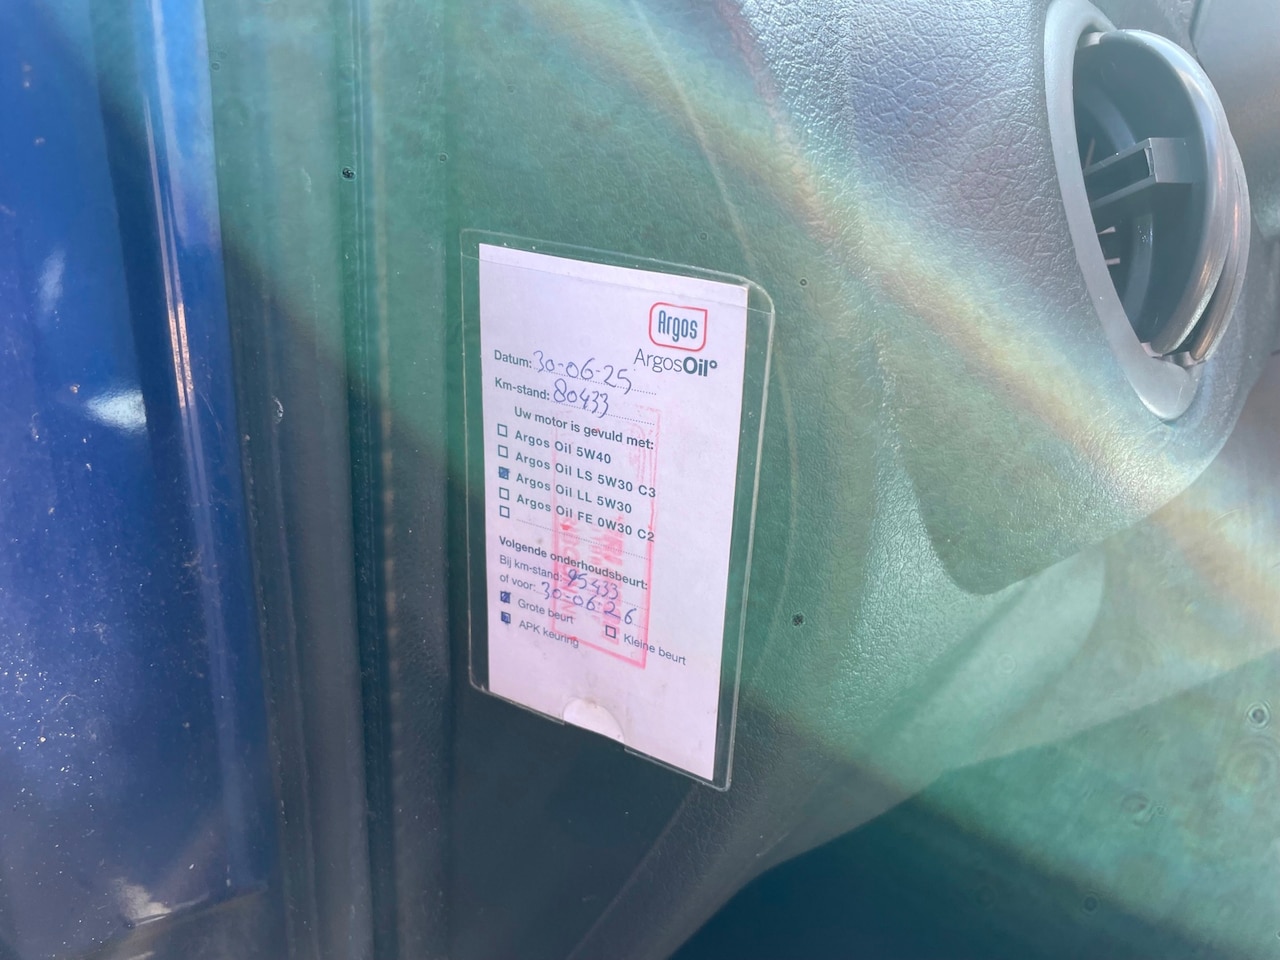 Argos
ArgosOil°
Datum: 30-06-25
Km-stand: 80433
Uw motor is gevuld met:
Argos Oil 5W40
Argos Oil LS 5W30 C3
Argos Oil LL 5W30
Argos Oil FE 0W30 C2
Volgende onderhoudsbeurt:
Bij km-stand: 95433
of voor: 30-06-26
Grote beurt
Kleine beurt
APK keuring